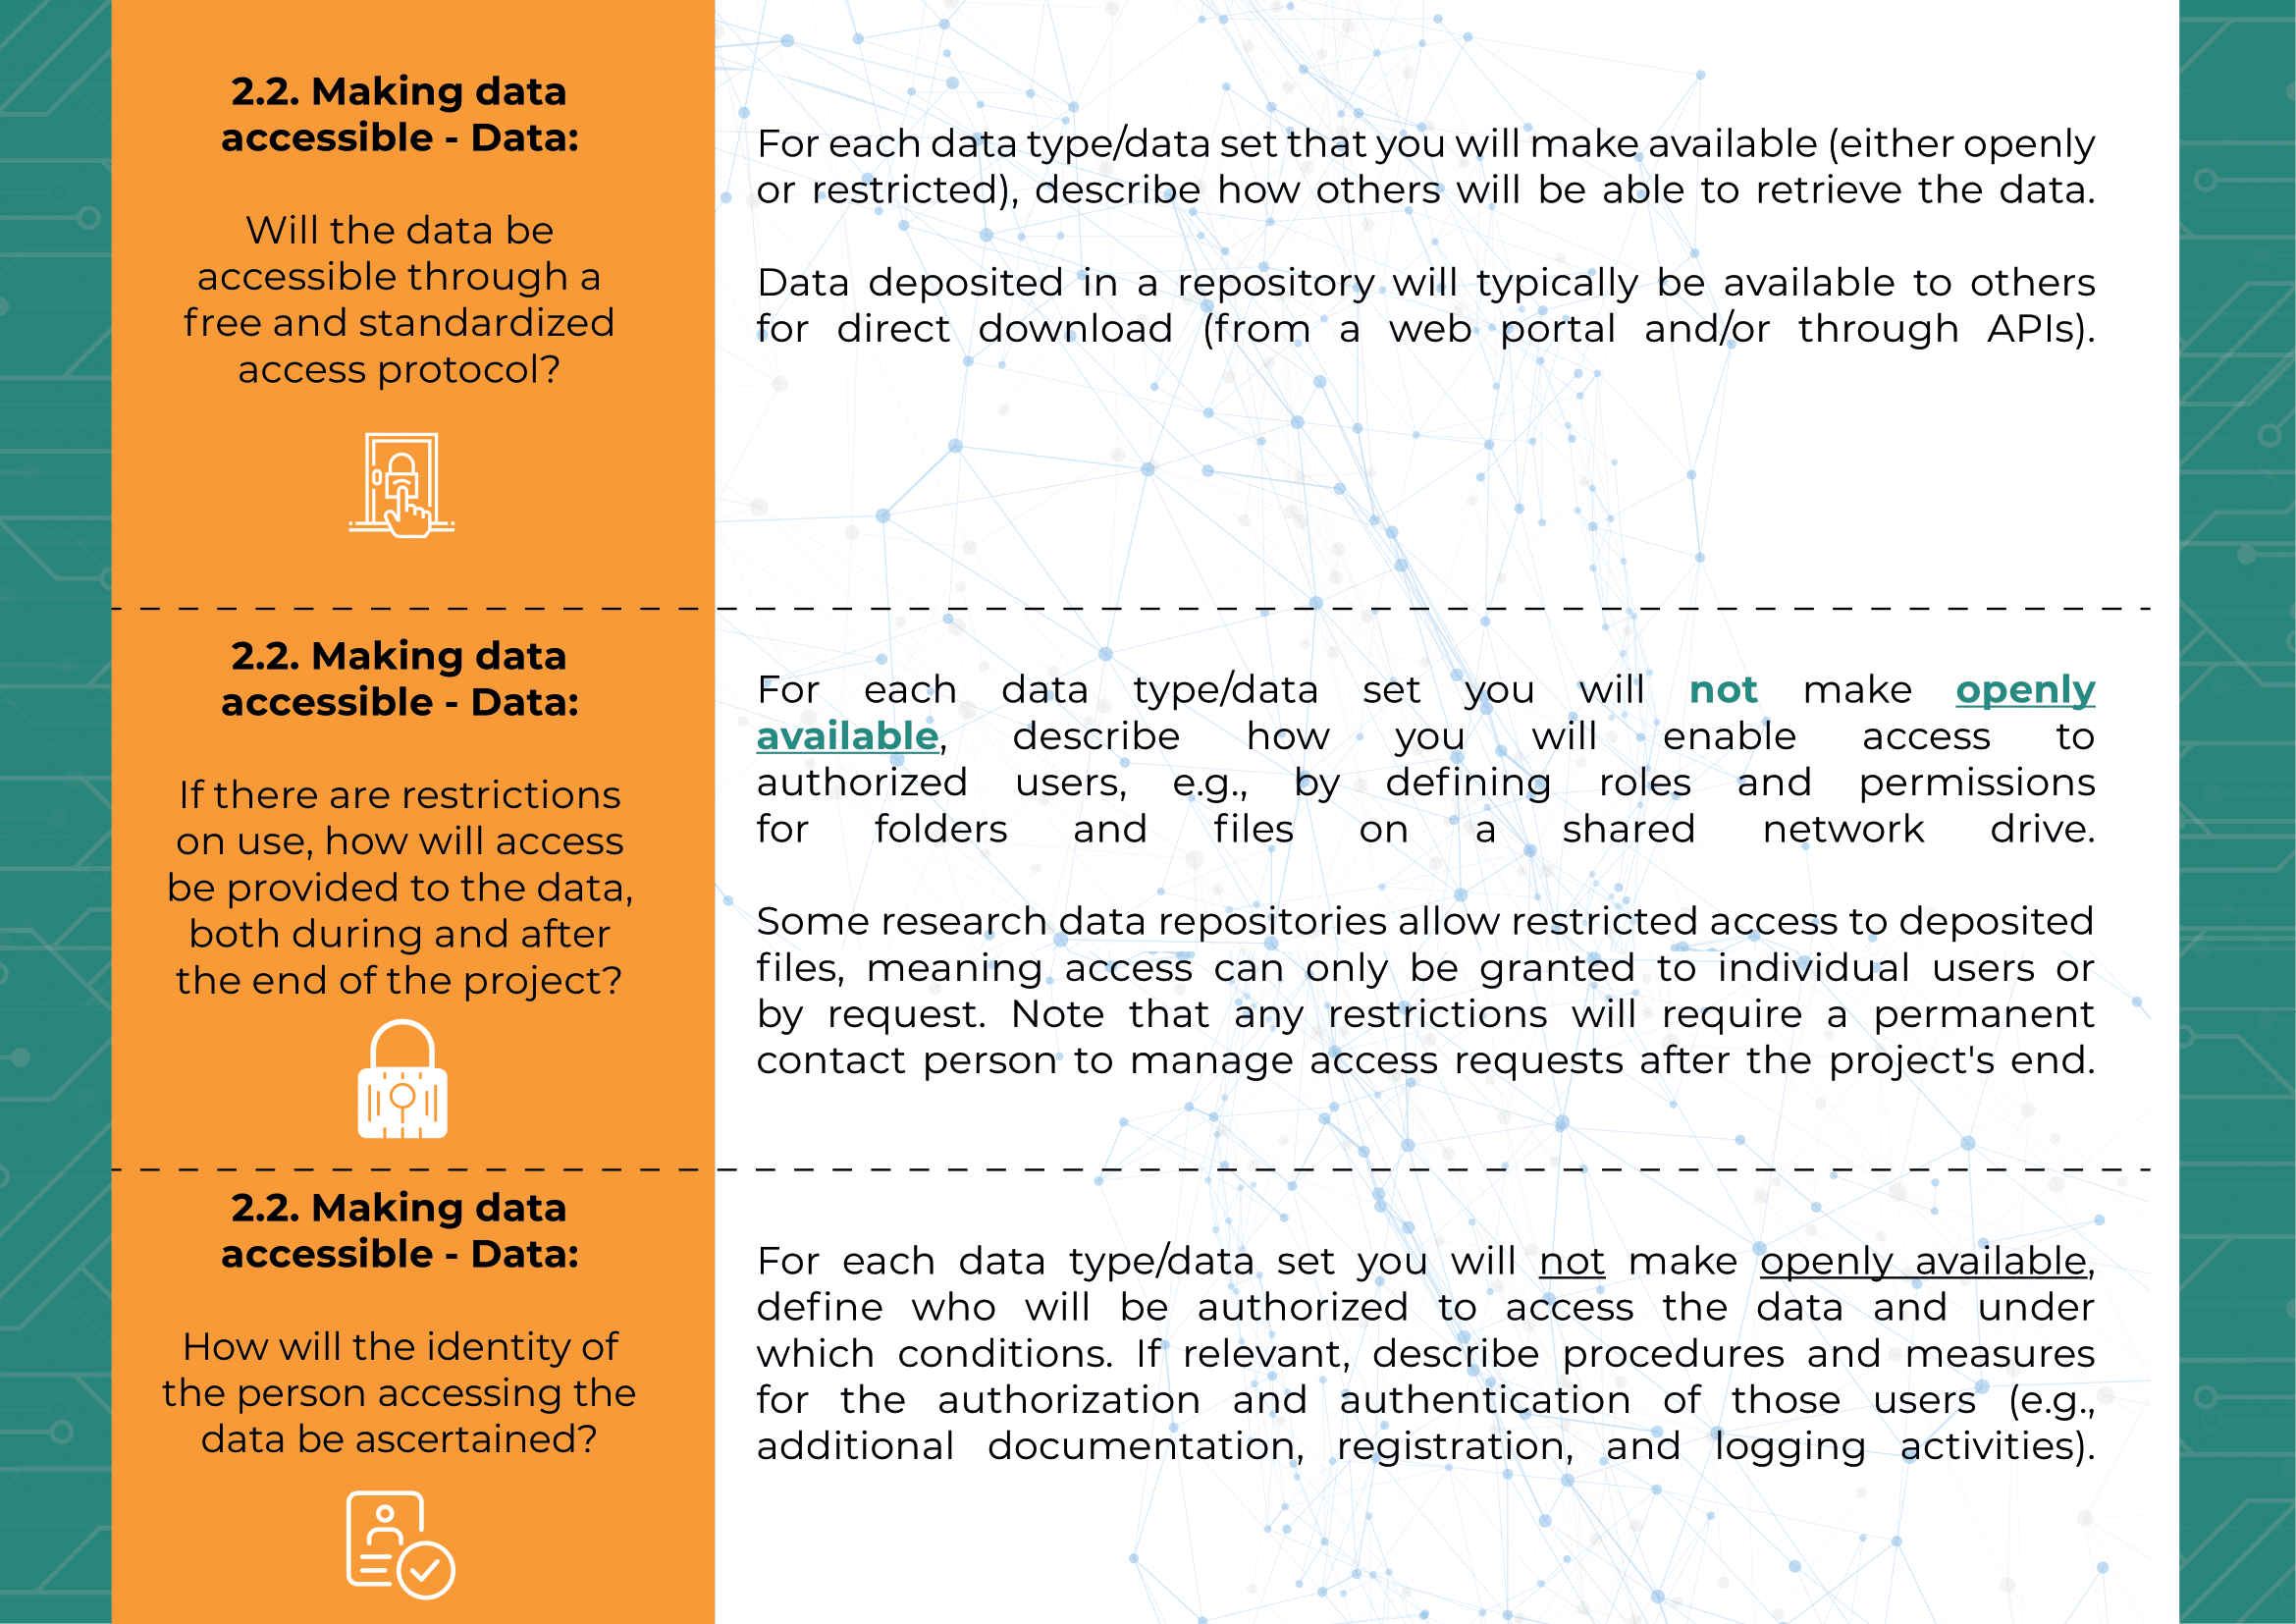 2.2. Making data
accessible - Data:
Will the data be
accessible through a
free and standardized
access protocol?
For each data type/data set that you will make available (either openly
or restricted), describe how others will be able to retrieve the data.
Data deposited in a repository will typically be available to others
for direct download (from a web portal and/or through APIs).
2.2. Making data
accessible - Data:
If there are restrictions
on use, how will access
be provided to the data,
both during and after
the end of the project?
For each data type/data set you will not make openly
available, describe how you will enable access to
authorized users, e.g., by defining roles and permissions
for folders and files on a shared network drive.
Some research data repositories allow restricted access to deposited
files, meaning access can only be granted to individual users or
by request. Note that any restrictions will require a permanent
contact person to manage access requests after the project's end.
2.2. Making data
accessible - Data:
How will the identity of
the person accessing the
data be ascertained?
For each data type/data set you will not make openly available,
define who will be authorized to access the data and under
which conditions. If relevant, describe procedures and measures
for the authorization and authentication of those users (e.g.,
additional documentation, registration, and logging activities).